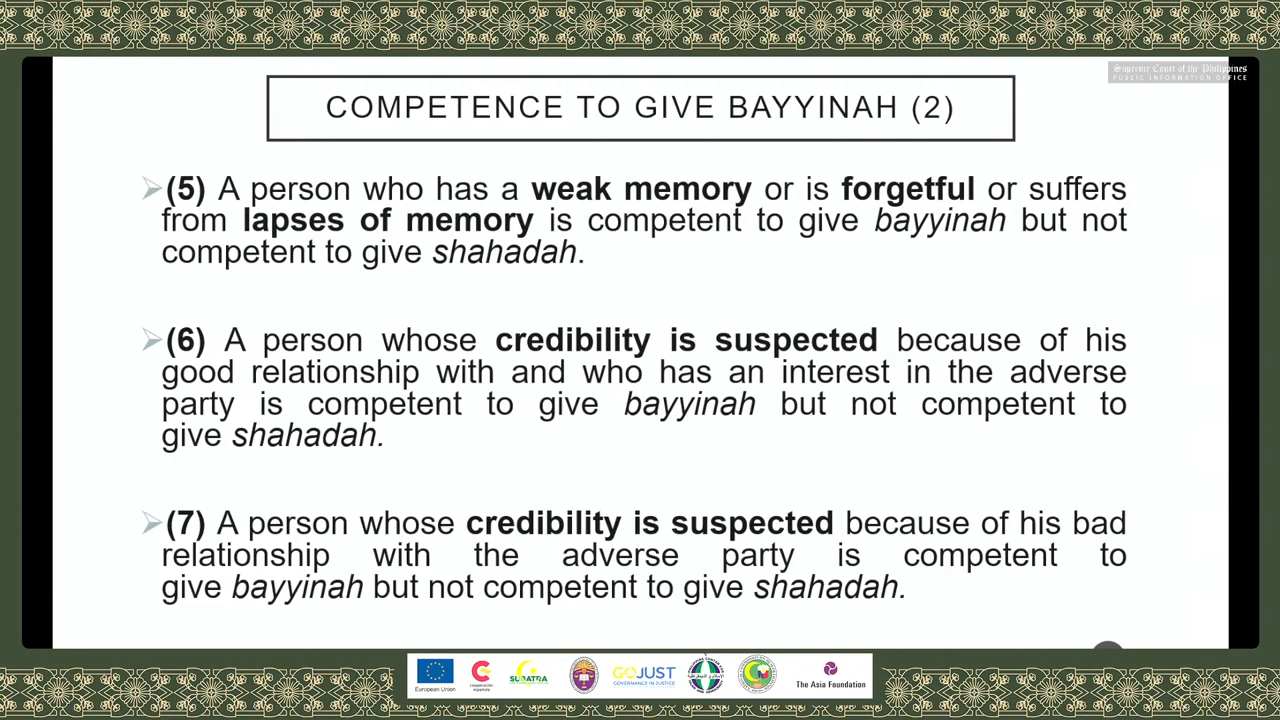 Supreme Court of the Philippines
PUBLIC INFORMATION OFFICE
COMPETENCE TO GIVE BAYYINAH (2)
(5) A person who has a weak memory or is forgetful or suffers
from lapses of memory is competent to give bayyinah but not
competent to give shahadah.
(6) A person whose credibility is suspected because of his
good relationship with and who has an interest in the adverse
party is competent to give bayyinah but not competent to
give shahadah.
(7) A person whose credibility is suspected because of his bad
relationship with the adverse party is competent to
give bayyinah but not competent to give shahadah.
European Union
cooperación
española
SUBATRA
GOJUST
GOVERNANCE IN JUSTICE
The Asia Foundation